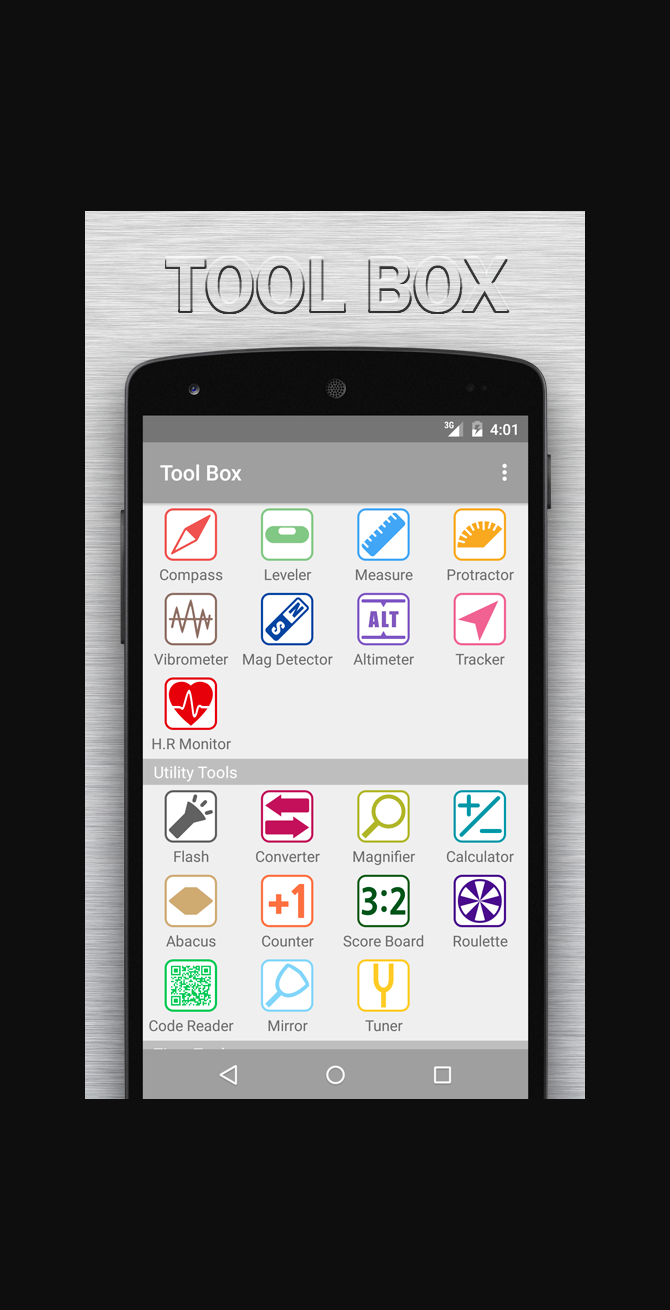 TOOL BOX
3G 4:01
Tool Box
Compass Leveler Measure Protractor
N
S
ALT
Vibrometer Mag Detector Altimeter Tracker
H.R Monitor
Utility Tools
Flash Converter Magnifier Calculator
+1 3:2
Abacus Counter Score Board Roulette
Code Reader Mirror Tuner